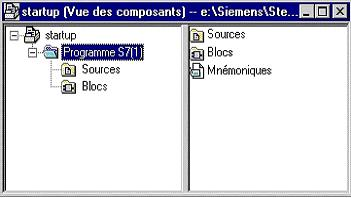 startup (Vue des composants) -- e:\Siemens\Ste...
startup
Programme S7(1)
Sources
Blocs
Sources
Blocs
Mnémoniques